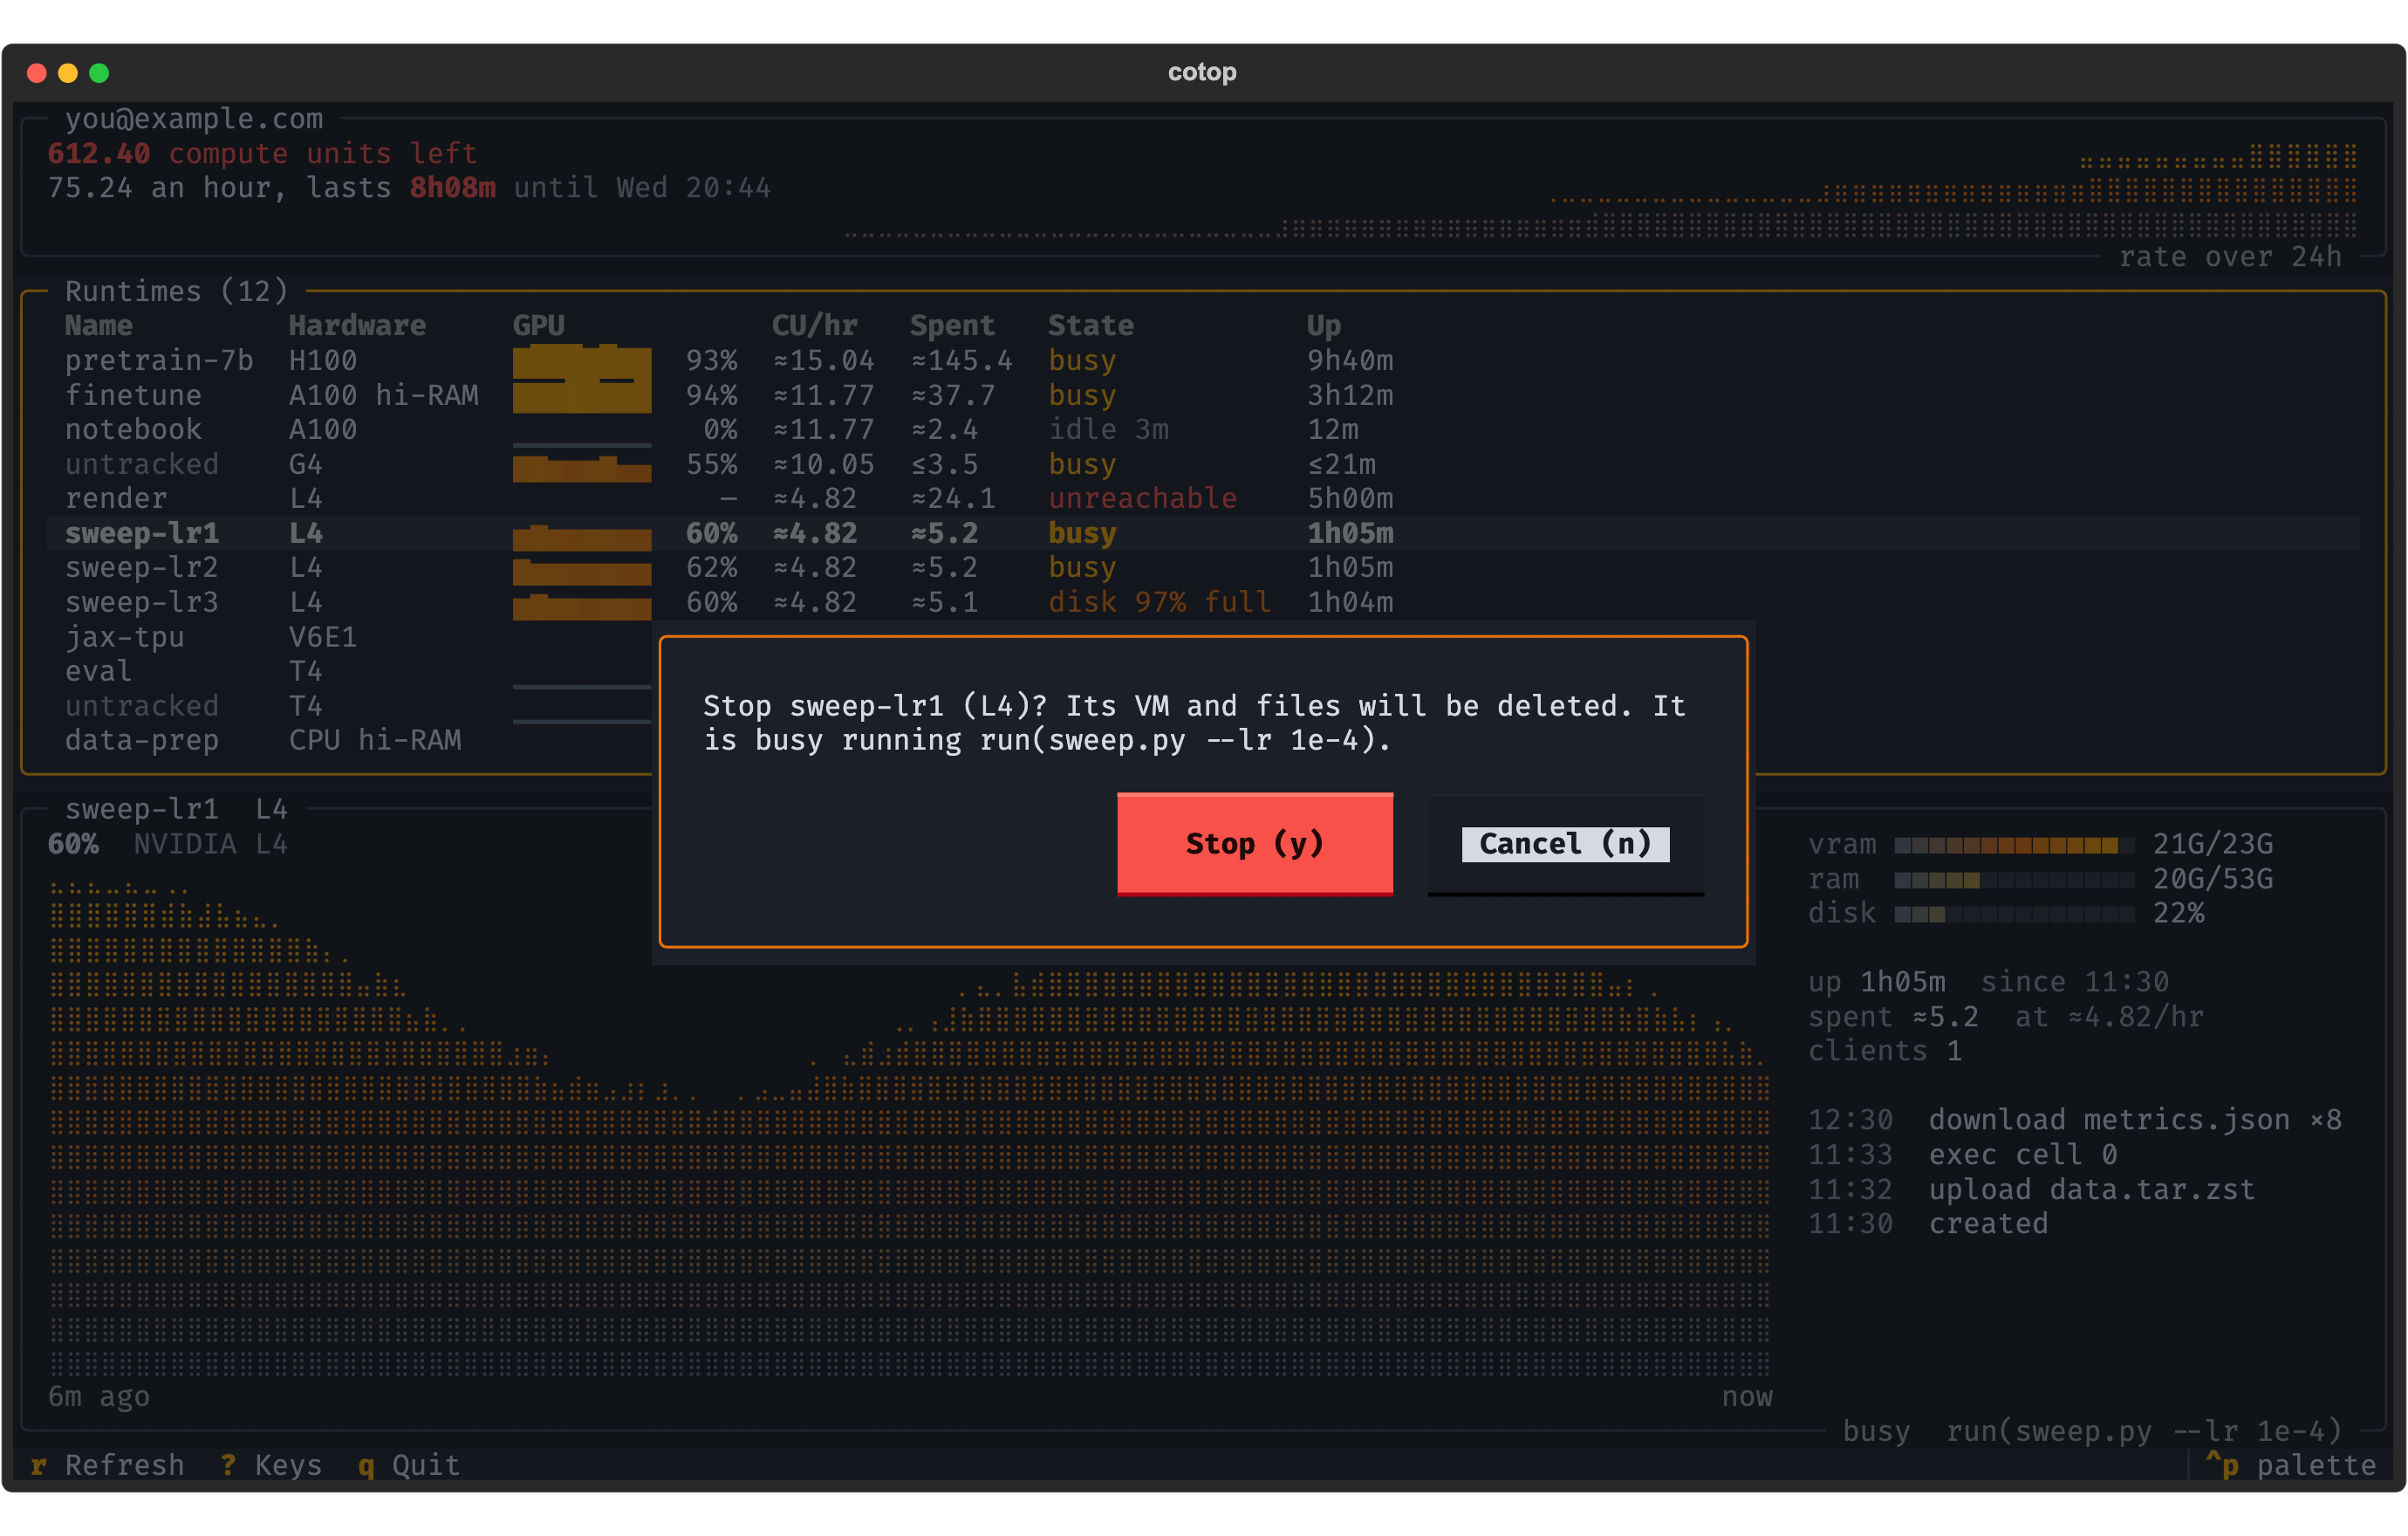 cotop
you@example.com
612.40 compute units left
75.24 an hour, lasts 8h08m until Wed 20:44
rate over 24h
Runtimes (12)
Name Hardware GPU CU/hr Spent State Up
pretrain-7b H100 93% ≈15.04 ≈145.4 busy 9h40m
finetune A100 hi-RAM 94% ≈11.77 ≈37.7 busy 3h12m
notebook A100 0% ≈11.77 ≈2.4 idle 3m 12m
untracked G4 55% ≈10.05 ≤3.5 busy ≤21m
render L4 — ≈4.82 ≈24.1 unreachable 5h00m
sweep-lr1 L4 60% ≈4.82 ≈5.2 busy 1h05m
sweep-lr2 L4 62% ≈4.82 ≈5.2 busy 1h05m
sweep-lr3 L4 60% ≈4.82 ≈5.1 disk 97% full 1h04m
jax-tpu V6E1
eval T4
untracked T4
data-prep CPU hi-RAM
Stop sweep-lr1 (L4)? Its VM and files will be deleted. It
is busy running run(sweep.py --lr 1e-4).
Stop (y) Cancel (n)
sweep-lr1 L4
60% NVIDIA L4
vram 21G/23G
ram 20G/53G
disk 22%
up 1h05m since 11:30
spent ≈5.2 at ≈4.82/hr
clients 1
12:30 download metrics.json ×8
11:33 exec cell 0
11:32 upload data.tar.zst
11:30 created
6m ago now
busy run(sweep.py --lr 1e-4)
r Refresh ? Keys q Quit ^p palette